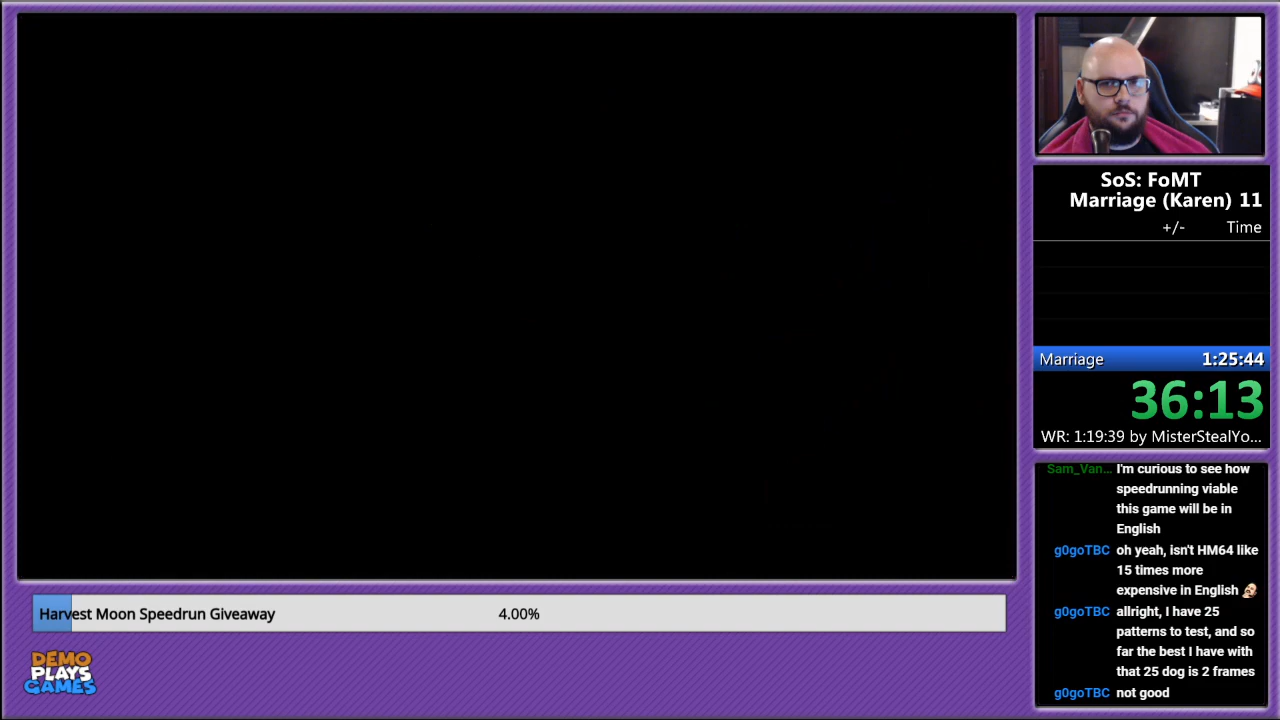 SoS: FoMT
Marriage (Karen) 11
+/- Time
Marriage 1:25:44
36:13
WR: 1:19:39 by MisterStealYo...
Sam_Van... I'm curious to see how
speedrunning viable
this game will be in
English
g0goTBC oh yeah, isn't HM64 like
15 times more
expensive in English
g0goTBC allright, I have 25
patterns to test, and so
far the best I have with
that 25 dog is 2 frames
g0goTBC not good
Harvest Moon Speedrun Giveaway 4.00%
DEMO
PLAYS
GAMES